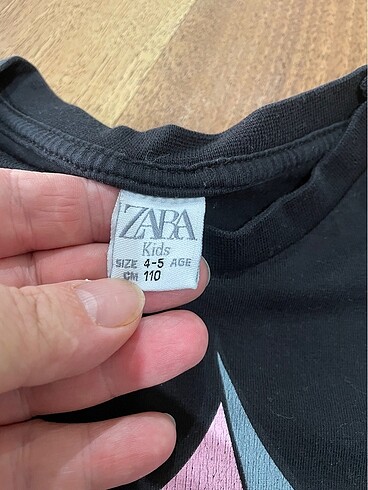 ZARA
Kids
SIZE 4-5 AGE
CM 110